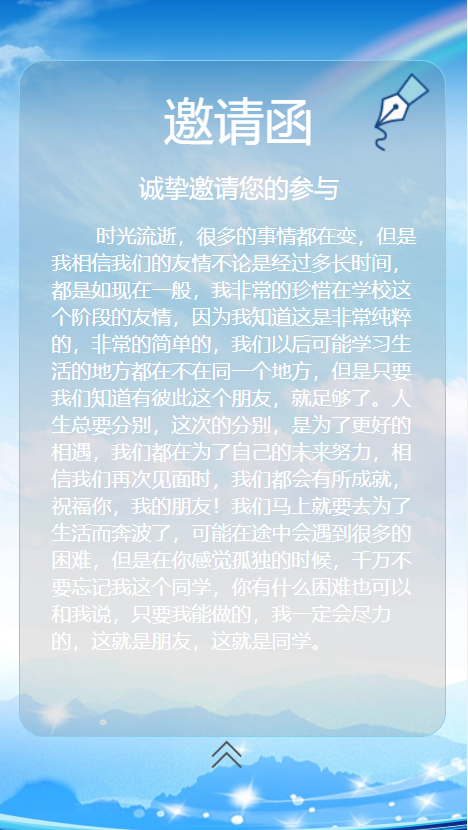 邀请函
诚挚邀请您的参与
时光流逝，很多的事情都在变，但是
我相信我们的友情不论是经过多长时间，
都是如现在一般，我非常的珍惜在学校这
个阶段的友情，因为我知道这是非常纯粹
的，非常的简单的，我们以后可能学习生
活的地方都在不在同一个地方，但是只要
我们知道有彼此这个朋友，就足够了。人
生总要分别，这次的分别，是为了更好的
相遇，我们都在为了自己的未来努力，相
信我们再次见面时，我们都会有所成就，
祝福你，我的朋友！我们马上就要去为了
生活而奔波了，可能在途中会遇到很多的
困难，但是在你感觉孤独的时候，千万不
要忘记我这个同学，你有什么困难也可以
和我说，只要我能做的，我一定会尽力
的，这就是朋友，这就是同学。